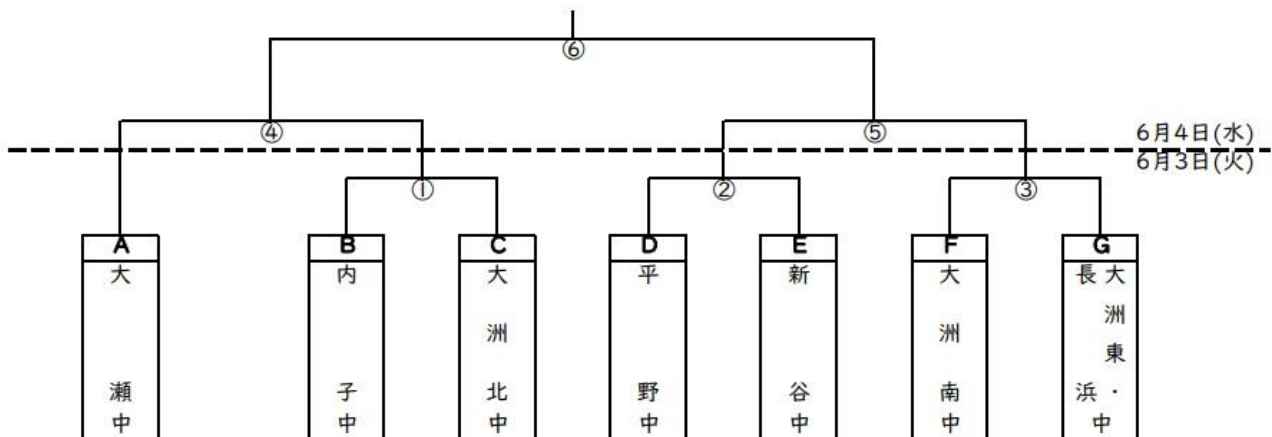 ⑥
④
⑤
6月4日(水)
6月3日(火)
①
②
③
A
B
C
D
E
F
G
大瀬中
内子中
大洲北中
平野中
新谷中
大洲南中
大洲東・
長浜中